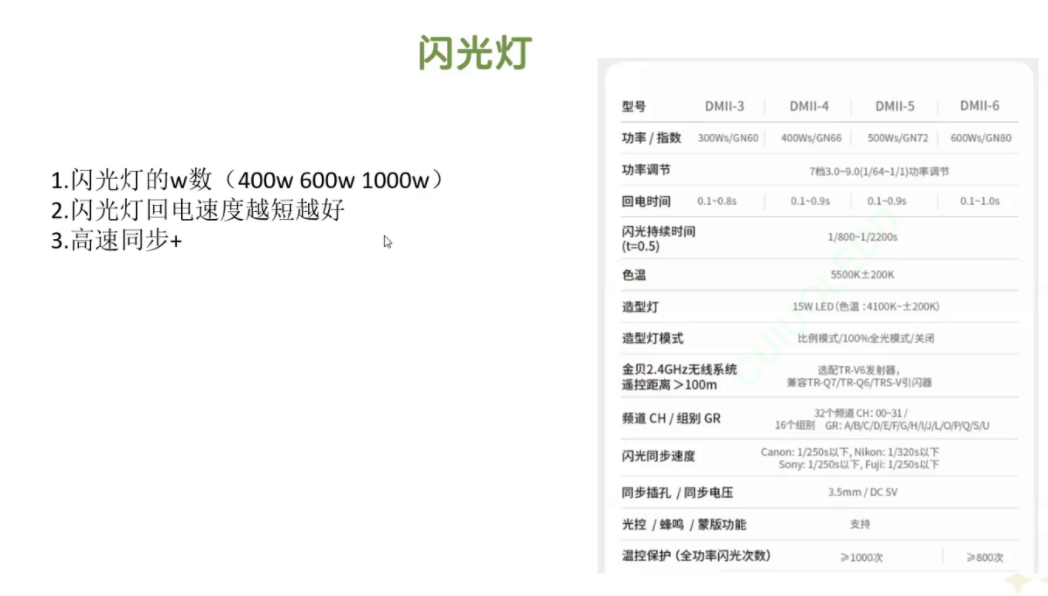 闪光灯
1.闪光灯的w数（400w 600w 1000w）
2.闪光灯回电速度越短越好
3.高速同步+
型号 DMII-3 DMII-4 DMII-5 DMII-6
功率 / 指数 300Ws/GN60 400Ws/GN66 500Ws/GN72 600Ws/GN80
功率调节 7档3.0~9.0(1/64~1/1)功率调节
回电时间 0.1~0.8s 0.1~0.9s 0.1~0.9s 0.1~1.0s
闪光持续时间
(t=0.5) 1/800~1/2200s
色温 5500K±200K
造型灯 15W LED（色温 :4100K~±200K）
造型灯模式 比例模式/100%全光模式/关闭
金贝2.4GHz无线系统
遥控距离＞100m
选配TR-V6发射器，
兼容TR-Q7/TR-Q6/TRS-V引闪器
频道 CH / 组别 GR
32个频道 CH: 00~31 /
16个组别 GR: A/B/C/D/E/F/G/H/I/J/L/O/P/Q/S/U
闪光同步速度
Canon: 1/250s以下, Nikon: 1/320s以下
Sony: 1/250s以下, Fuji: 1/250s以下
同步插孔 / 同步电压 3.5mm / DC 5V
光控 / 蜂鸣 / 蒙版功能 支持
温控保护（全功率闪光次数） ≥1000次 ≥800次